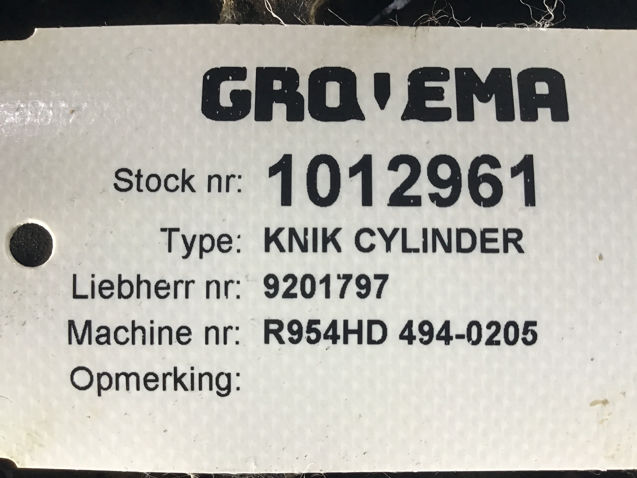 GRO'EMA
Stock nr: 1012961
Type: KNIK CYLINDER
Liebherr nr: 9201797
Machine nr: R954HD 494-0205
Opmerking: